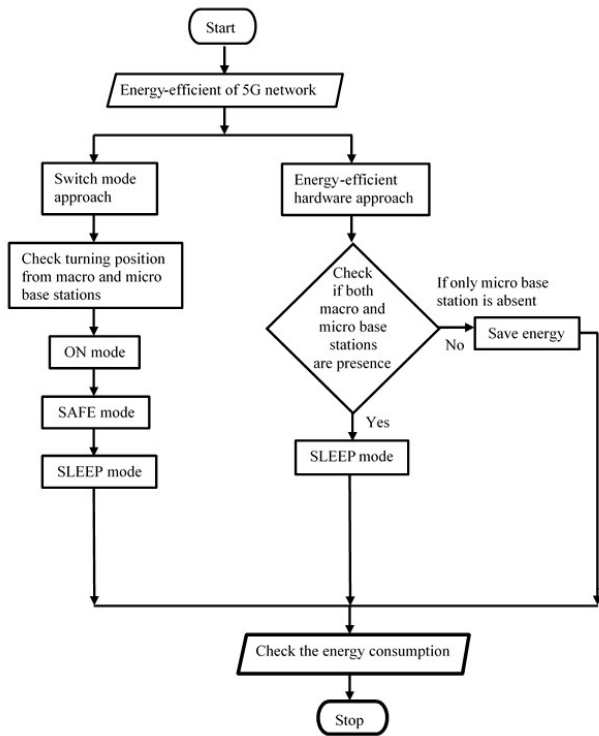 Start
Energy-efficient of 5G network
Switch mode
approach
Energy-efficient
hardware approach
Check turning position
from macro and micro
base stations
Check
if both
macro and
micro base
stations
are presence
If only micro base
station is absent
No
Save energy
ON mode
SAFE mode
Yes
SLEEP mode
SLEEP mode
Check the energy consumption
Stop